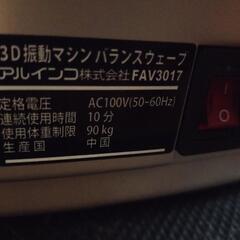 3D振動マシン バランスウェーブ
アルインコ株式会社 FAV3017
定格電圧 AC100V(50-60Hz)
連続使用時間 10分
使用体重制限 90kg
生産国 中国